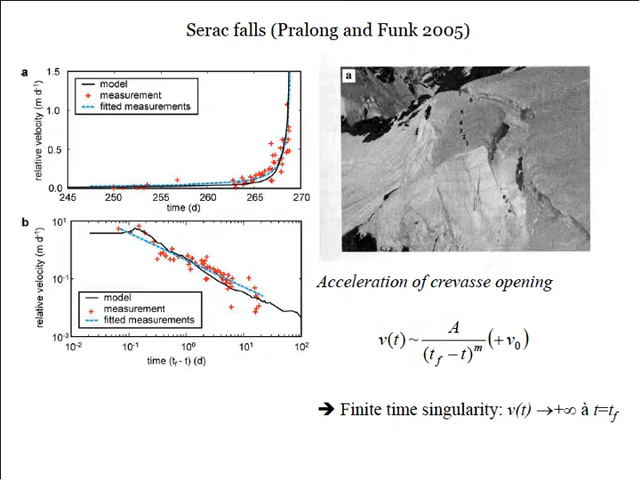 Serac falls (Pralong and Funk 2005)
a
1.5
1.0
0.5
0.0
relative velocity (m d⁻¹)
model
measurement
fitted measurements
245 250 255 260 265 270
time (d)
b
10¹
10⁻¹
10⁻³
relative velocity (m d⁻¹)
model
measurement
fitted measurements
10⁻² 10⁻¹ 10⁰ 10¹ 10²
time (t_f - t) (d)
a
Acceleration of crevasse opening
v(t) ~ A / (t_f − t)^m (+ v₀)
➔ Finite time singularity: v(t) →+∞ à t=t_f